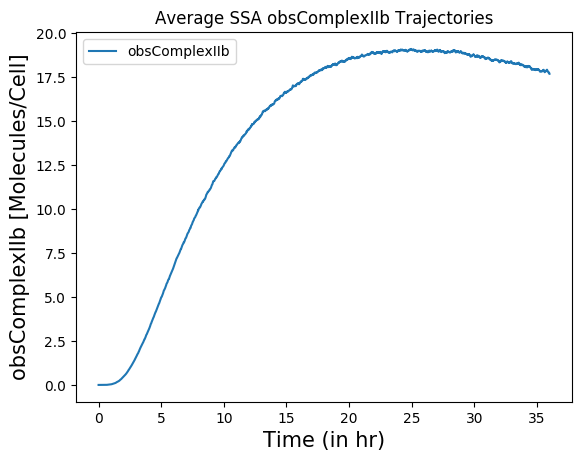 Average SSA obsComplexIIb Trajectories
obsComplexIIb
obsComplexIIb [Molecules/Cell]
20.0
17.5
15.0
12.5
10.0
7.5
5.0
2.5
0.0
0 5 10 15 20 25 30 35
Time (in hr)